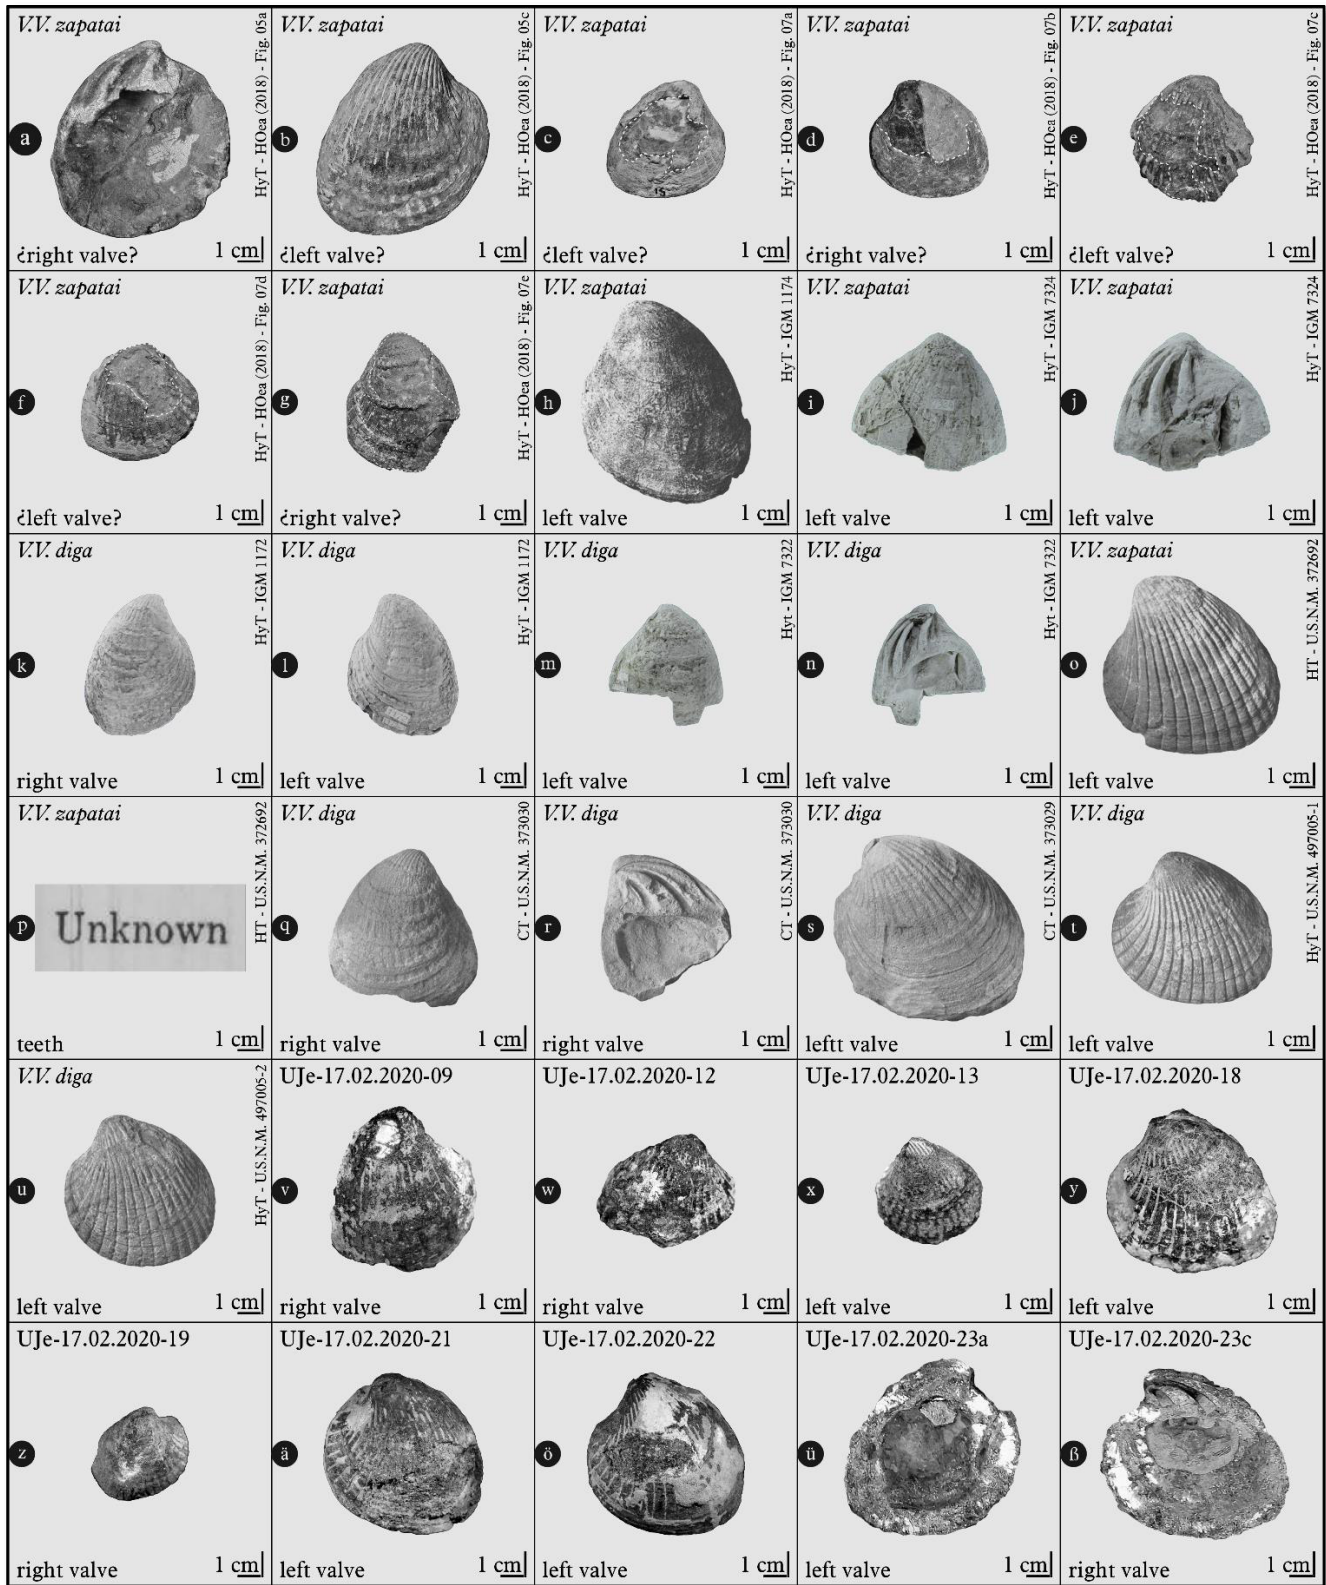 V.V. zapatai
HyT - HOea (2018) - Fig. 05a
a
¿right valve?
1 cm
V.V. zapatai
HyT - HOea (2018) - Fig. 05c
b
¿left valve?
1 cm
V.V. zapatai
HyT - HOea (2018) - Fig. 07a
c
15
¿left valve?
1 cm
V.V. zapatai
HyT - HOea (2018) - Fig. 07b
d
¿right valve?
1 cm
V.V. zapatai
HyT - HOea (2018) - Fig. 07c
e
¿left valve?
1 cm
V.V. zapatai
HyT - HOea (2018) - Fig. 07d
f
¿left valve?
1 cm
V.V. zapatai
HyT - HOea (2018) - Fig. 07e
g
¿right valve?
1 cm
V.V. zapatai
HyT - IGM 1174
h
left valve
1 cm
V.V. zapatai
HyT - IGM 7324
i
left valve
1 cm
V.V. zapatai
HyT - IGM 7324
j
left valve
1 cm
V.V. diga
HyT - IGM 1172
k
right valve
1 cm
V.V. diga
HyT - IGM 1172
l
left valve
1 cm
V.V. diga
Hyt - IGM 7322
m
left valve
1 cm
V.V. diga
Hyt - IGM 7322
n
left valve
1 cm
V.V. zapatai
HT - U.S.N.M. 372692
o
left valve
1 cm
V.V. zapatai
HT - U.S.N.M. 372692
p
Unknown
teeth
1 cm
V.V. diga
CT - U.S.N.M. 373030
q
right valve
1 cm
V.V. diga
CT - U.S.N.M. 373030
r
right valve
1 cm
V.V. diga
CT - U.S.N.M. 373029
s
leftt valve
1 cm
V.V. diga
HyT - U.S.N.M. 497005-1
t
left valve
1 cm
V.V. diga
HyT - U.S.N.M. 497005-2
u
left valve
1 cm
UJe-17.02.2020-09
v
right valve
1 cm
UJe-17.02.2020-12
w
right valve
1 cm
UJe-17.02.2020-13
x
left valve
1 cm
UJe-17.02.2020-18
y
left valve
1 cm
UJe-17.02.2020-19
z
right valve
1 cm
UJe-17.02.2020-21
ä
left valve
1 cm
UJe-17.02.2020-22
ö
left valve
1 cm
UJe-17.02.2020-23a
ü
left valve
1 cm
UJe-17.02.2020-23c
ß
right valve
1 cm